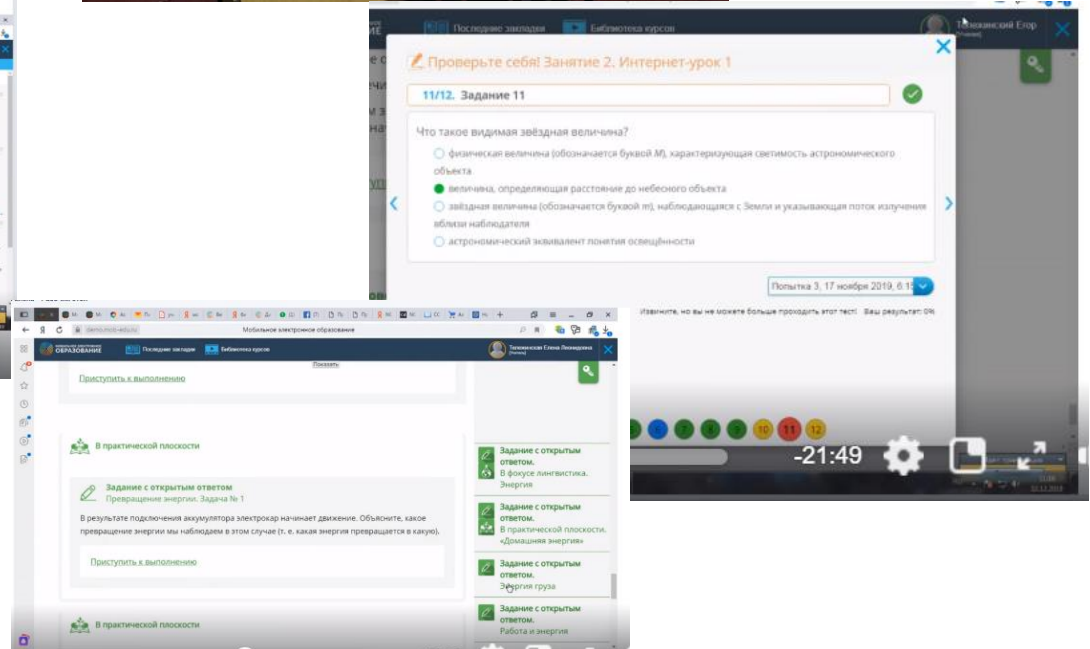 Последние закладки Библиотека курсов Егор
[Ученик]
Проверьте себя! Занятие 2. Интернет-урок 1
11/12. Задание 11
Что такое видимая звёздная величина?
физическая величина (обозначается буквой M), характеризующая светимость астрономического
объекта
величина, определяющая расстояние до небесного объекта
звёздная величина (обозначается буквой m), наблюдающаяся с Земли и указывающая поток излучения
вблизи наблюдателя
астрономический эквивалент понятия освещённости
Попытка 3, 17 ноября 2019, 6:1
Извините, но вы не можете больше проходить этот тест! Ваш результат: 0%
10 11 12
-21:49
Мобильное электронное образование
ОБРАЗОВАНИЕ Последние закладки Библиотека курсов Елена Леонидовна
[Ученик]
Показать
Приступить к выполнению
В практической плоскости
Задание с открытым ответом
Превращение энергии. Задача № 1
В результате подключения аккумулятора электрокар начинает движение. Объясните, какое
превращение энергии мы наблюдаем в этом случае (т. е. какая энергия превращается в какую).
Приступить к выполнению
В практической плоскости
Задание с открытым
ответом.
В фокусе лингвистика.
Энергия
Задание с открытым
ответом.
В практической плоскости.
«Домашняя энергия»
Задание с открытым
ответом.
Энергия груза
Задание с открытым
ответом.
Работа и энергия